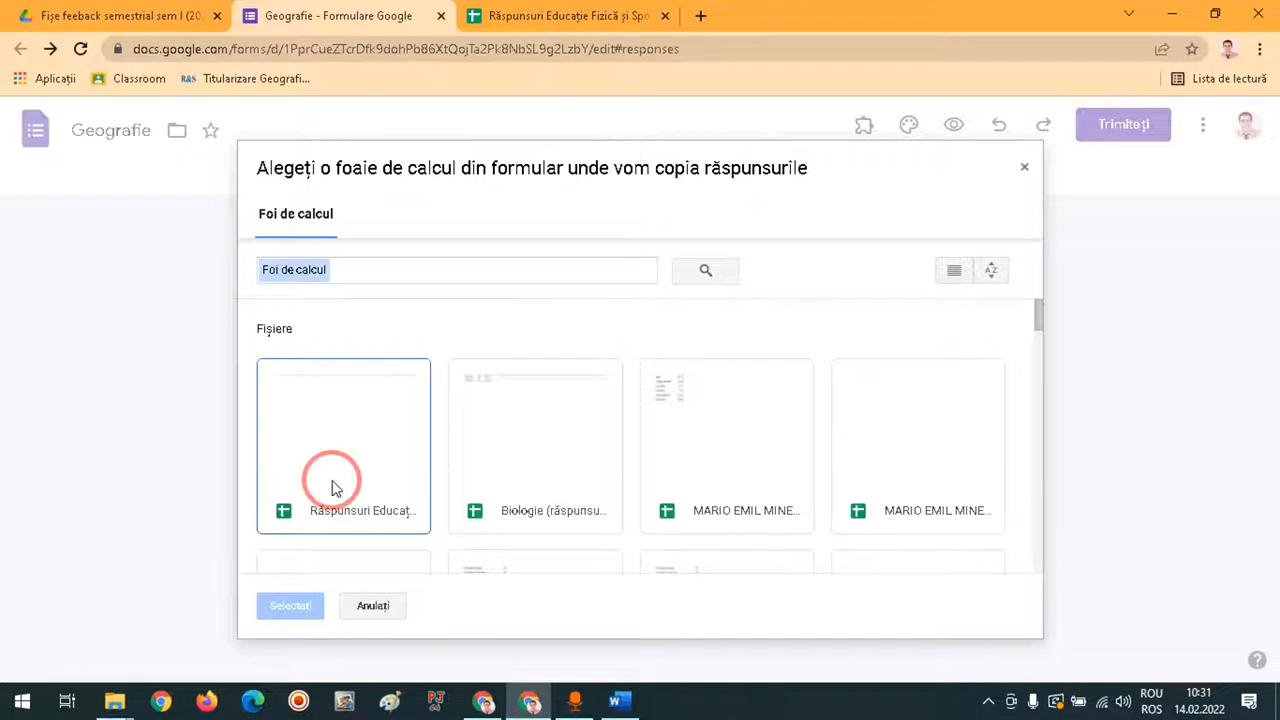 Fișe feeback semestrial sem I (20
Geografie - Formulare Google
Răspunsuri Educație Fizică și Spo
docs.google.com/forms/d/1PprCueZTcrDfk9dohPb86XtQojTa2Pk8NbSL9g2LzbY/edit#responses
Aplicații
Classroom
R&S
Titularizare Geografi...
Lista de lectură
Geografie
Trimiteți
Alegeți o foaie de calcul din formular unde vom copia răspunsurile
Foi de calcul
Foi de calcul
AZ
Fișiere
Răspunsuri Educaț...
Biologie (răspunsu...
MARIO EMIL MINE...
MARIO EMIL MINE...
Selectați
Anulați
ROU
ROS
10:31
14.02.2022